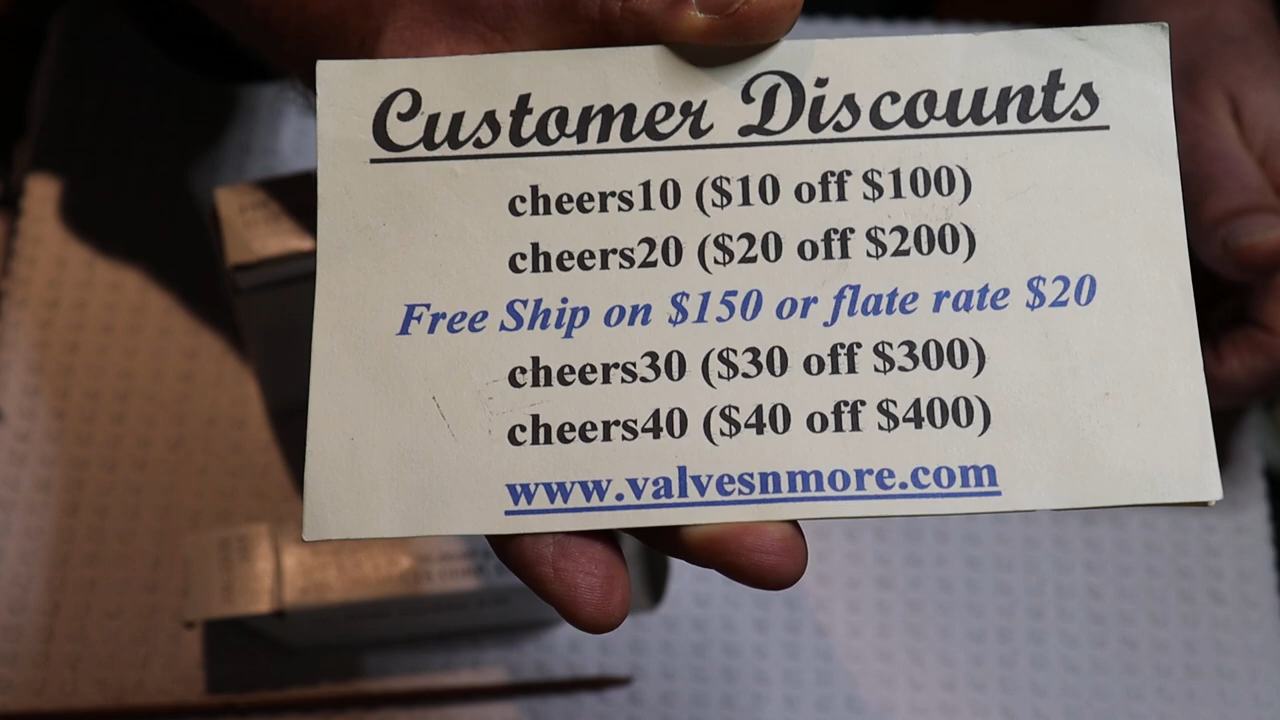 Customer Discounts
cheers10 ($10 off $100)
cheers20 ($20 off $200)
Free Ship on $150 or flate rate $20
cheers30 ($30 off $300)
cheers40 ($40 off $400)
www.valvesnmore.com